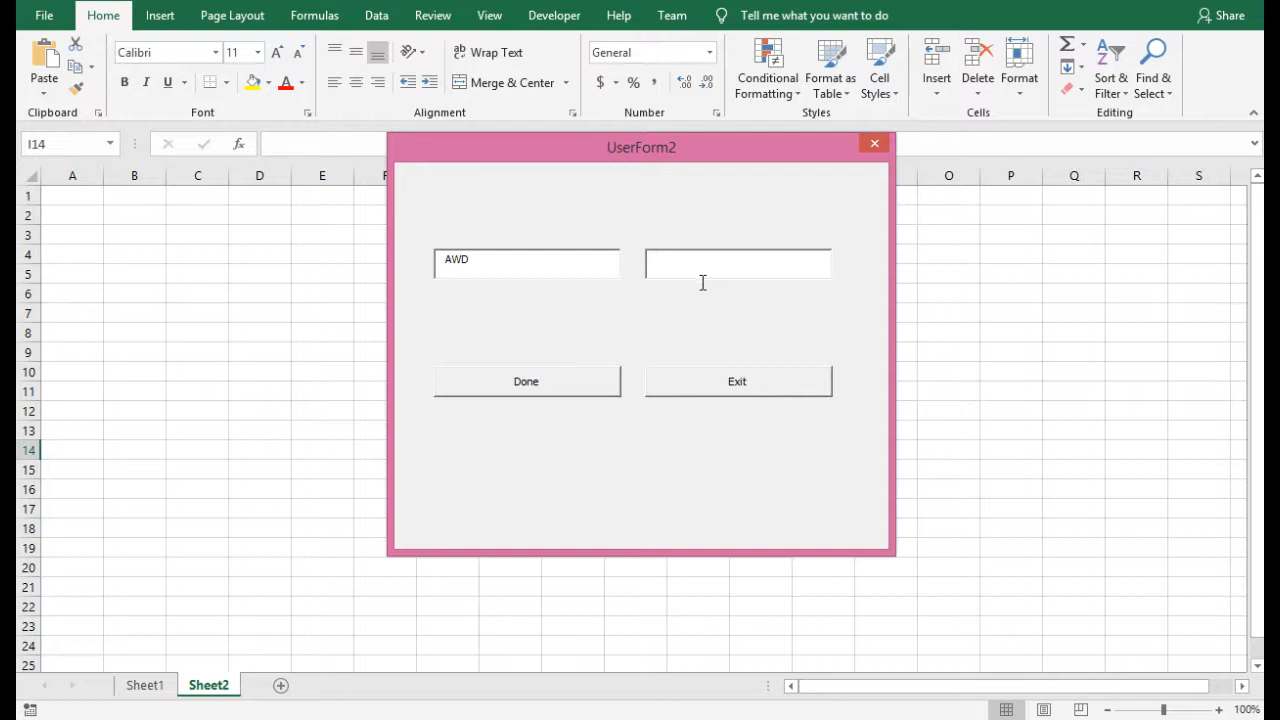 File Home Insert Page Layout Formulas Data Review View Developer Help Team Tell me what you want to do Share
Calibri 11 Wrap Text General
Paste B I U Merge & Center $ % , Conditional Formatting Format as Table Cell Styles Insert Delete Format Sort & Filter Find & Select
Clipboard Font Alignment Number Styles Cells Editing
I14 fx
UserForm2
A B C D E F O P Q R S
1
2
3
4
AWD
5
6
7
8
9
10
Done Exit
11
12
13
14
15
16
17
18
19
20
21
22
23
24
25
Sheet1 Sheet2
100%